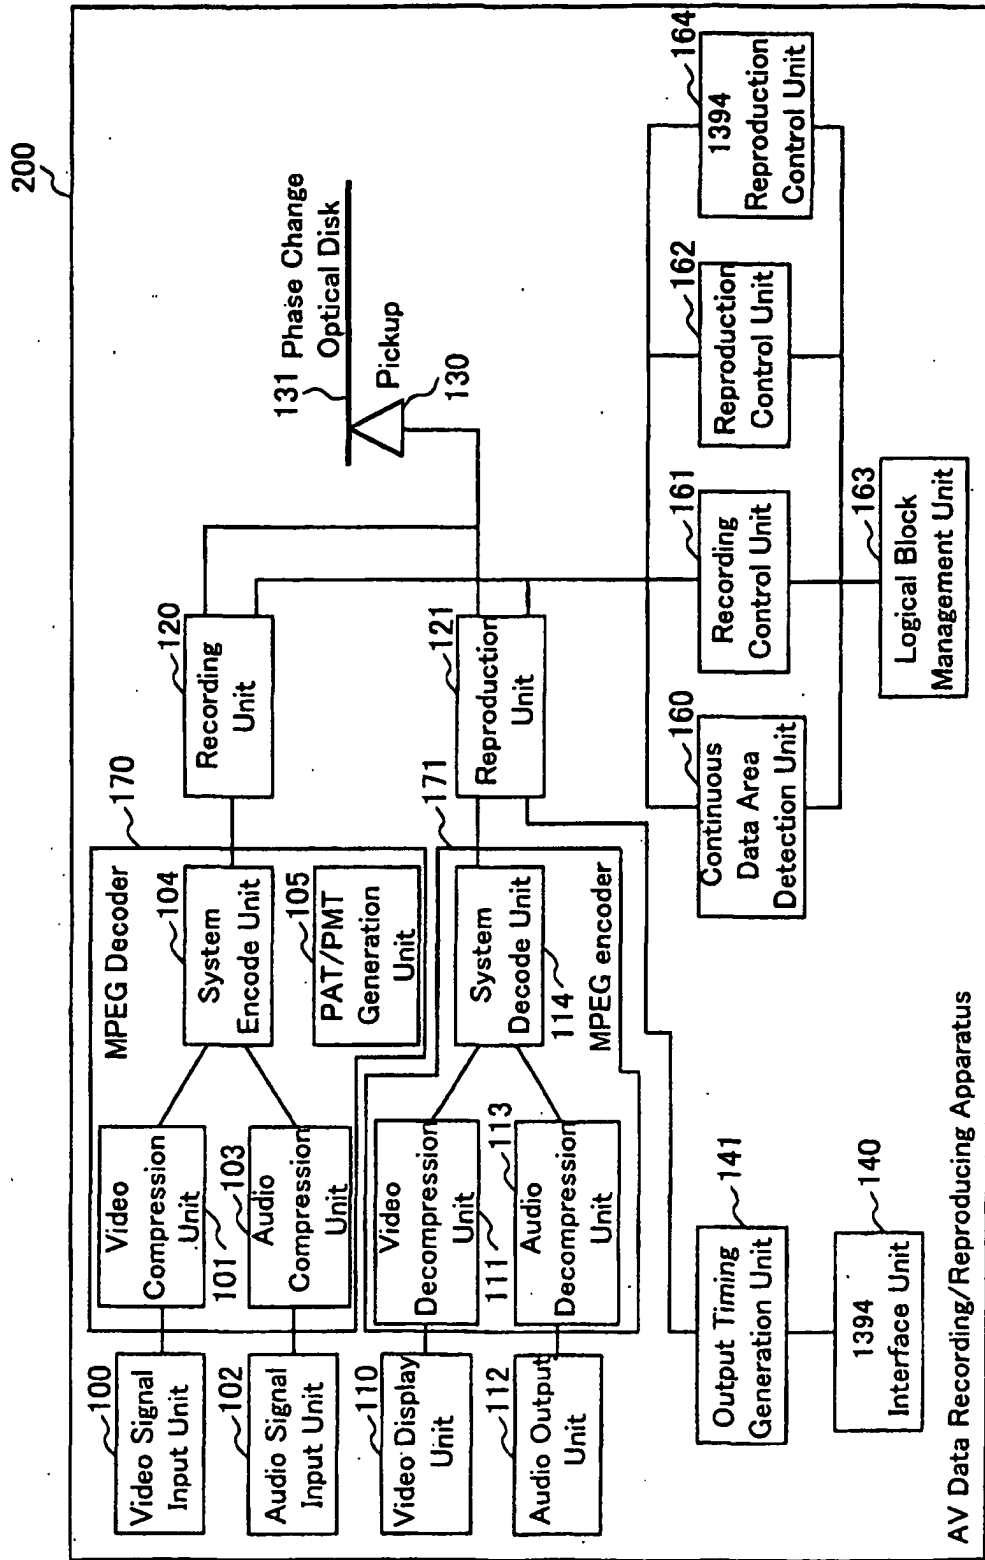 200
Video Signal
Input Unit
100
Audio Signal
Input Unit
102
Video Display
Unit
110
Audio Output
Unit
112
MPEG Decoder
170
Video
Compression
Unit
101
Audio
Compression
Unit
103
System
Encode Unit
104
PAT/PMT
Generation
Unit
105
Video
Decompression
Unit
111
Audio
Decompression
Unit
113
System
Decode Unit
114
MPEG encoder
171
Recording
Unit
120
Reproduction
Unit
121
131 Phase Change
Optical Disk
Pickup
130
Output Timing
Generation Unit
141
1394
Interface Unit
140
Continuous
Data Area
Detection Unit
160
Recording
Control Unit
161
Reproduction
Control Unit
162
1394
Reproduction
Control Unit
164
Logical Block
Management Unit
163
AV Data Recording/Reproducing Apparatus